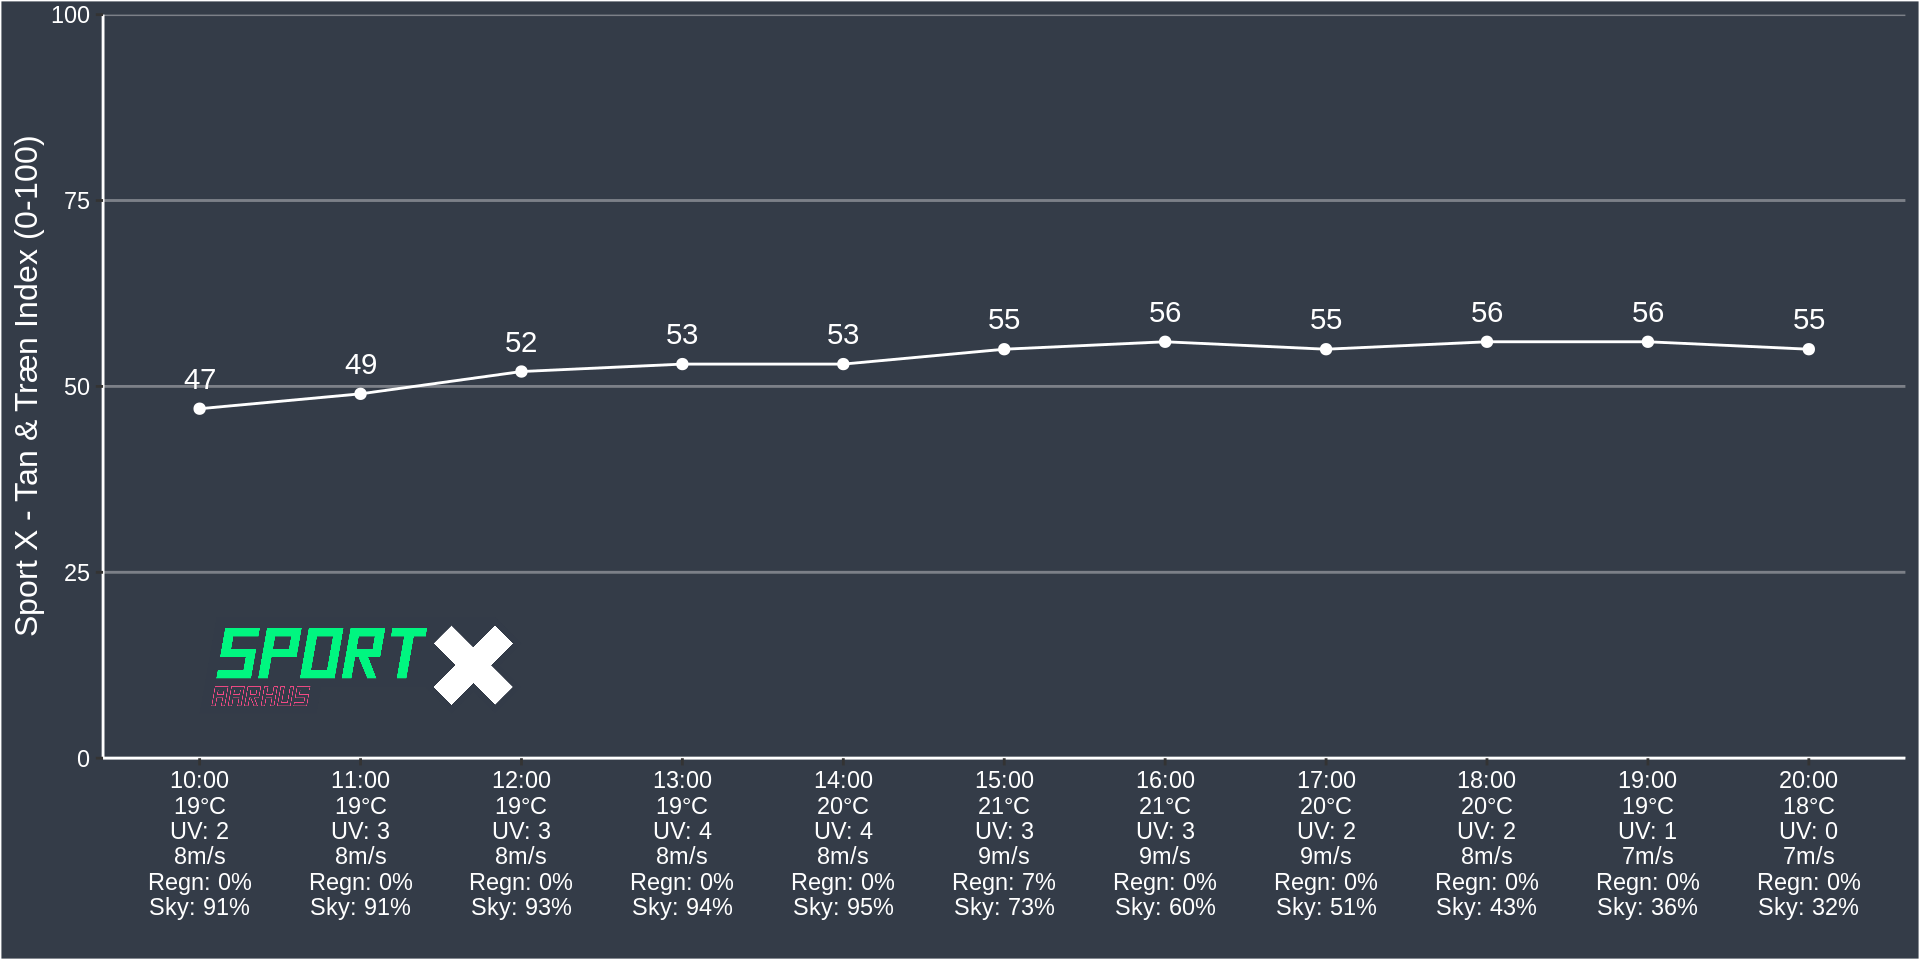 100
75
50
25
0
Sport X - Tan & Træn Index (0-100)
47 49 52 53 53 55 56 55 56 56 55
SPORT X
AARHUS
10:00 11:00 12:00 13:00 14:00 15:00 16:00 17:00 18:00 19:00 20:00
19°C 19°C 19°C 19°C 20°C 21°C 21°C 20°C 20°C 19°C 18°C
UV: 2 UV: 3 UV: 3 UV: 4 UV: 4 UV: 3 UV: 3 UV: 2 UV: 2 UV: 1 UV: 0
8m/s 8m/s 8m/s 8m/s 8m/s 9m/s 9m/s 9m/s 8m/s 7m/s 7m/s
Regn: 0% Regn: 0% Regn: 0% Regn: 0% Regn: 0% Regn: 7% Regn: 0% Regn: 0% Regn: 0% Regn: 0% Regn: 0%
Sky: 91% Sky: 91% Sky: 93% Sky: 94% Sky: 95% Sky: 73% Sky: 60% Sky: 51% Sky: 43% Sky: 36% Sky: 32%